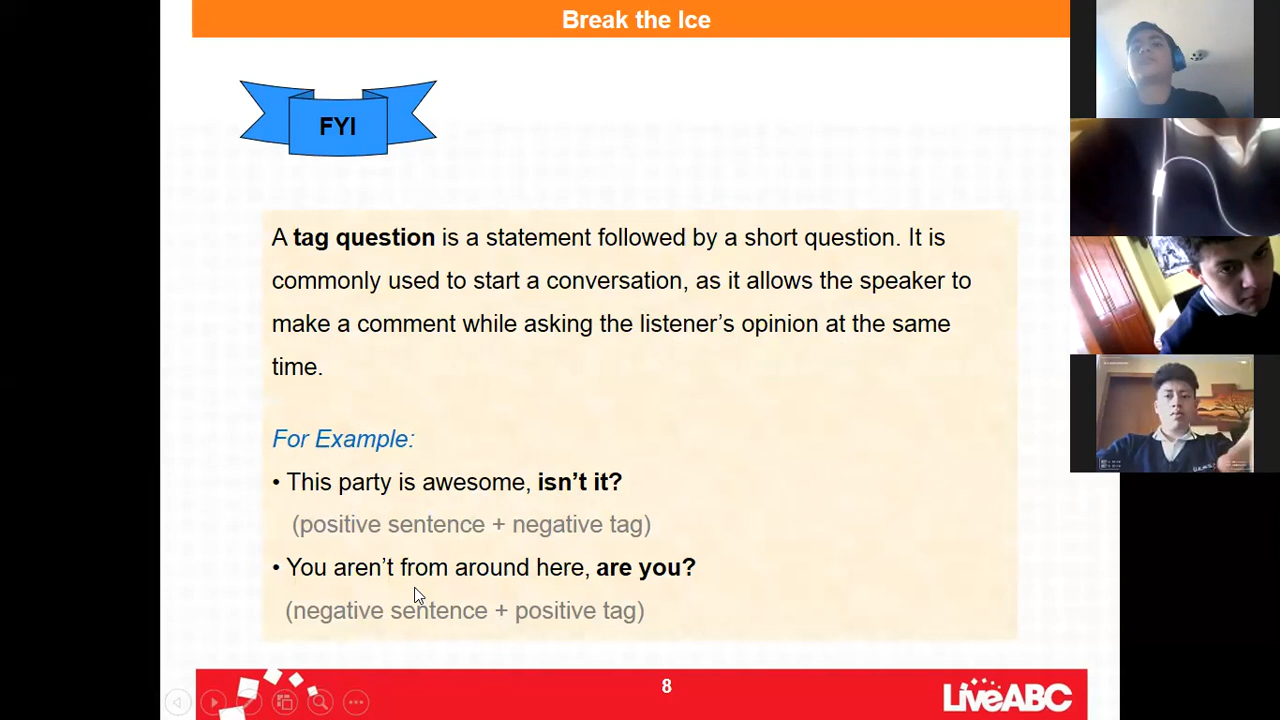 Break the Ice
FYI
A tag question is a statement followed by a short question. It is
commonly used to start a conversation, as it allows the speaker to
make a comment while asking the listener’s opinion at the same
time.
For Example:
• This party is awesome, isn’t it?
(positive sentence + negative tag)
• You aren’t from around here, are you?
(negative sentence + positive tag)
8
LiveABC